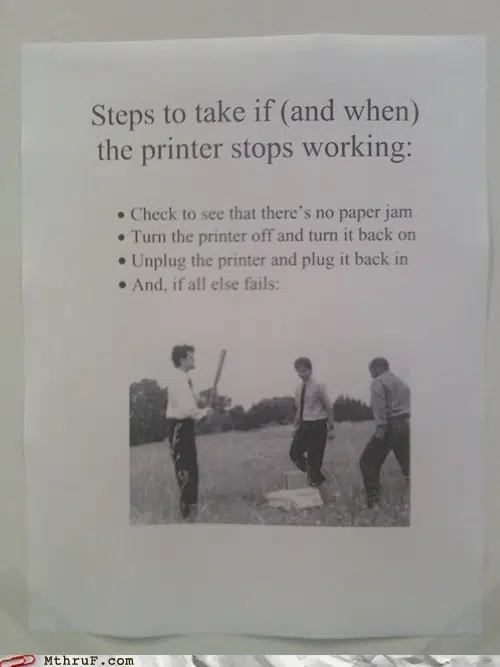 Steps to take if (and when)
the printer stops working:
• Check to see that there's no paper jam
• Turn the printer off and turn it back on
• Unplug the printer and plug it back in
• And, if all else fails:
MthruF.com